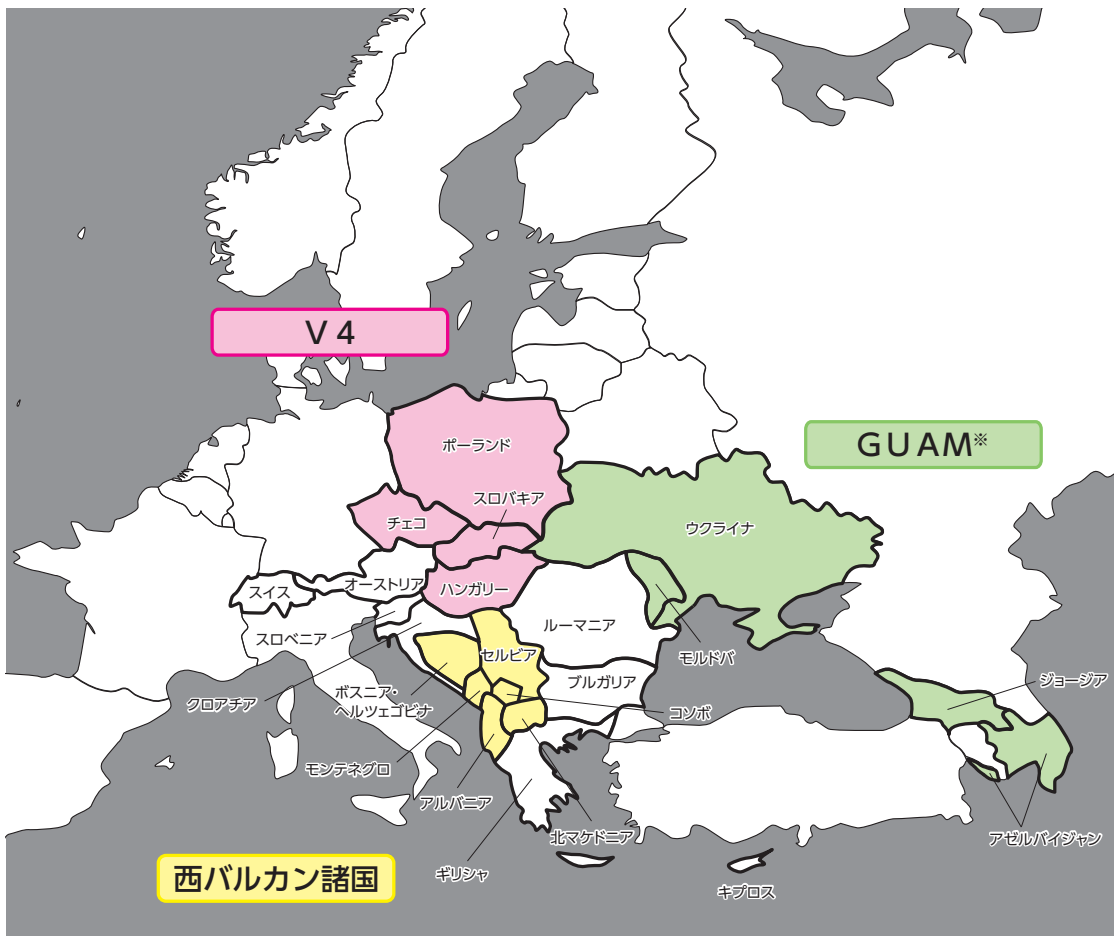 V 4
ポーランド
GUAM※
スロバキア
チェコ
ウクライナ
オーストリア
スイス
ハンガリー
ルーマニア
スロベニア
セルビア
モルドバ
ブルガリア
ジョージア
ボスニア・
ヘルツェゴビナ
クロアチア
コソボ
モンテネグロ
アルバニア
北マケドニア
アゼルバイジャン
西バルカン諸国
ギリシャ
キプロス